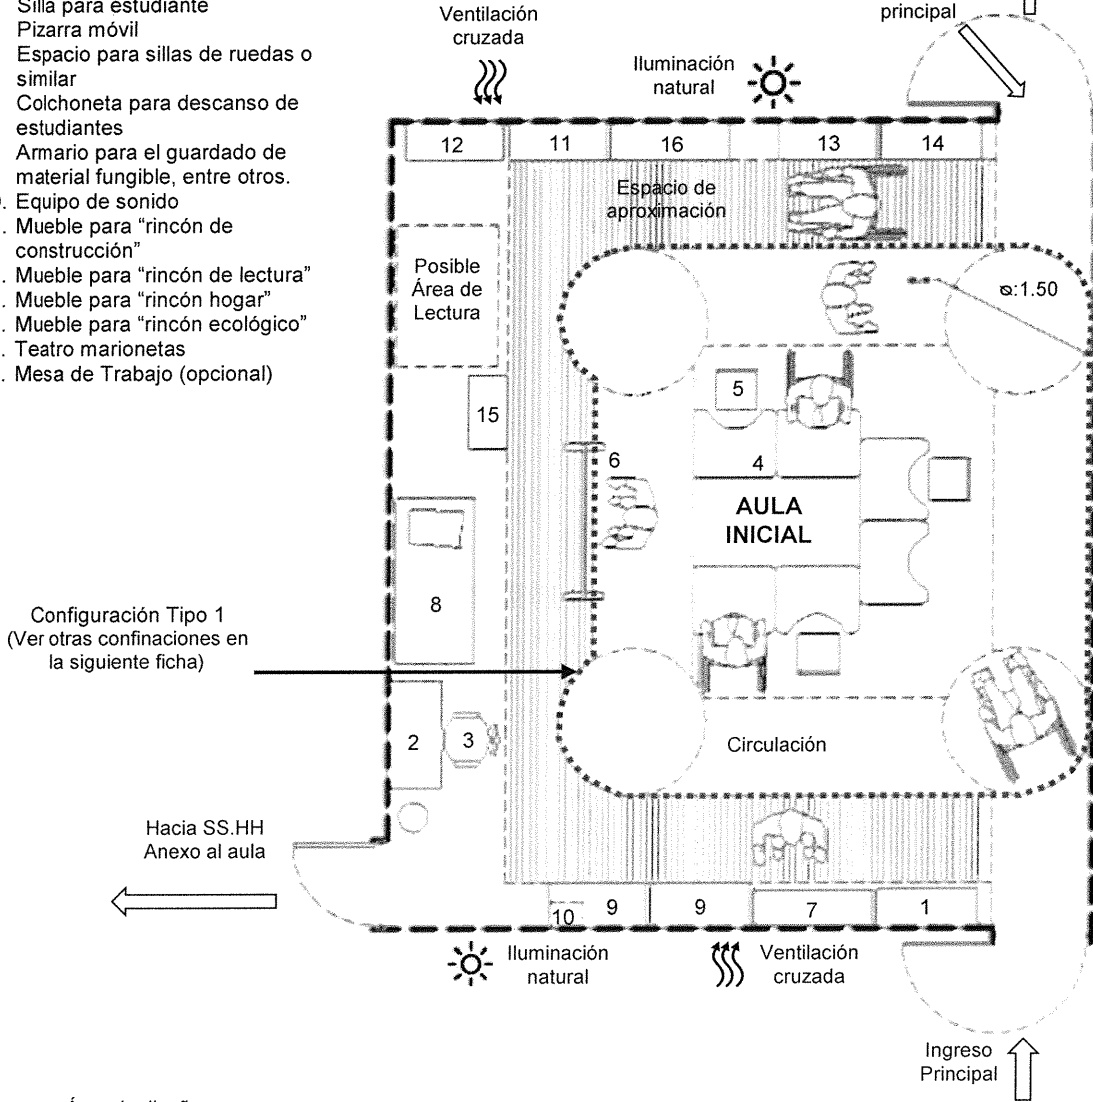 Silla para estudiante
Pizarra móvil
Espacio para sillas de ruedas o
similar
Colchoneta para descanso de
estudiantes
Armario para el guardado de
material fungible, entre otros.
. Equipo de sonido
. Mueble para “rincón de
construcción”
. Mueble para “rincón de lectura”
. Mueble para “rincón hogar”
. Mueble para “rincón ecológico”
. Teatro marionetas
. Mesa de Trabajo (opcional)
Ventilación
cruzada
Iluminación
natural
principal
12
11
16
13
14
Espacio de
aproximación
Posible
Área de
Lectura
ø:1.50
5
15
6
4
AULA
INICIAL
8
Configuración Tipo 1
(Ver otras confinaciones en
la siguiente ficha)
2
3
Circulación
Hacia SS.HH
Anexo al aula
10
9
9
7
1
Iluminación
natural
Ventilación
cruzada
Ingreso
Principal